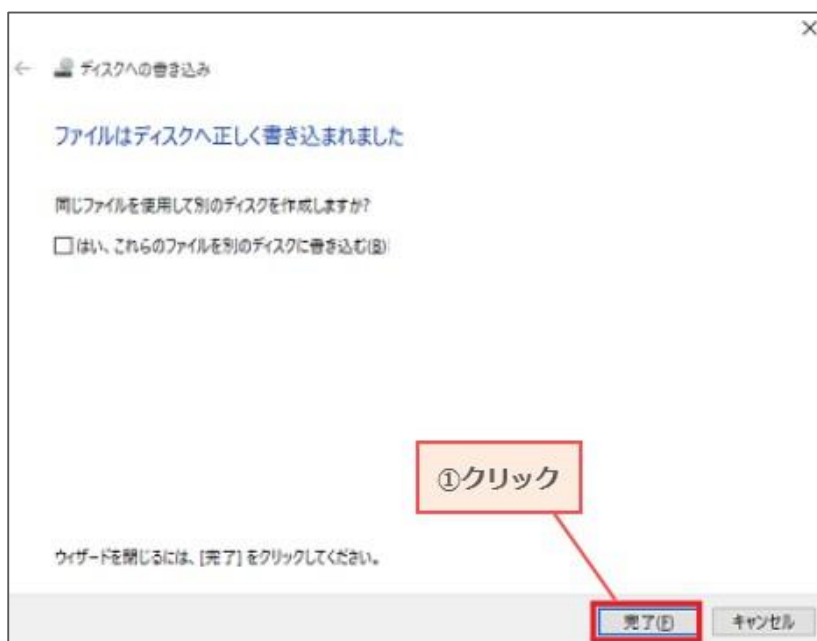 ディスクへの書き込み
ファイルはディスクへ正しく書き込まれました
同じファイルを使用して別のディスクを作成しますか?
はい、これらのファイルを別のディスクに書き込む(B)
①クリック
ウィザードを閉じるには、[完了] をクリックしてください。
完了(F)
キャンセル